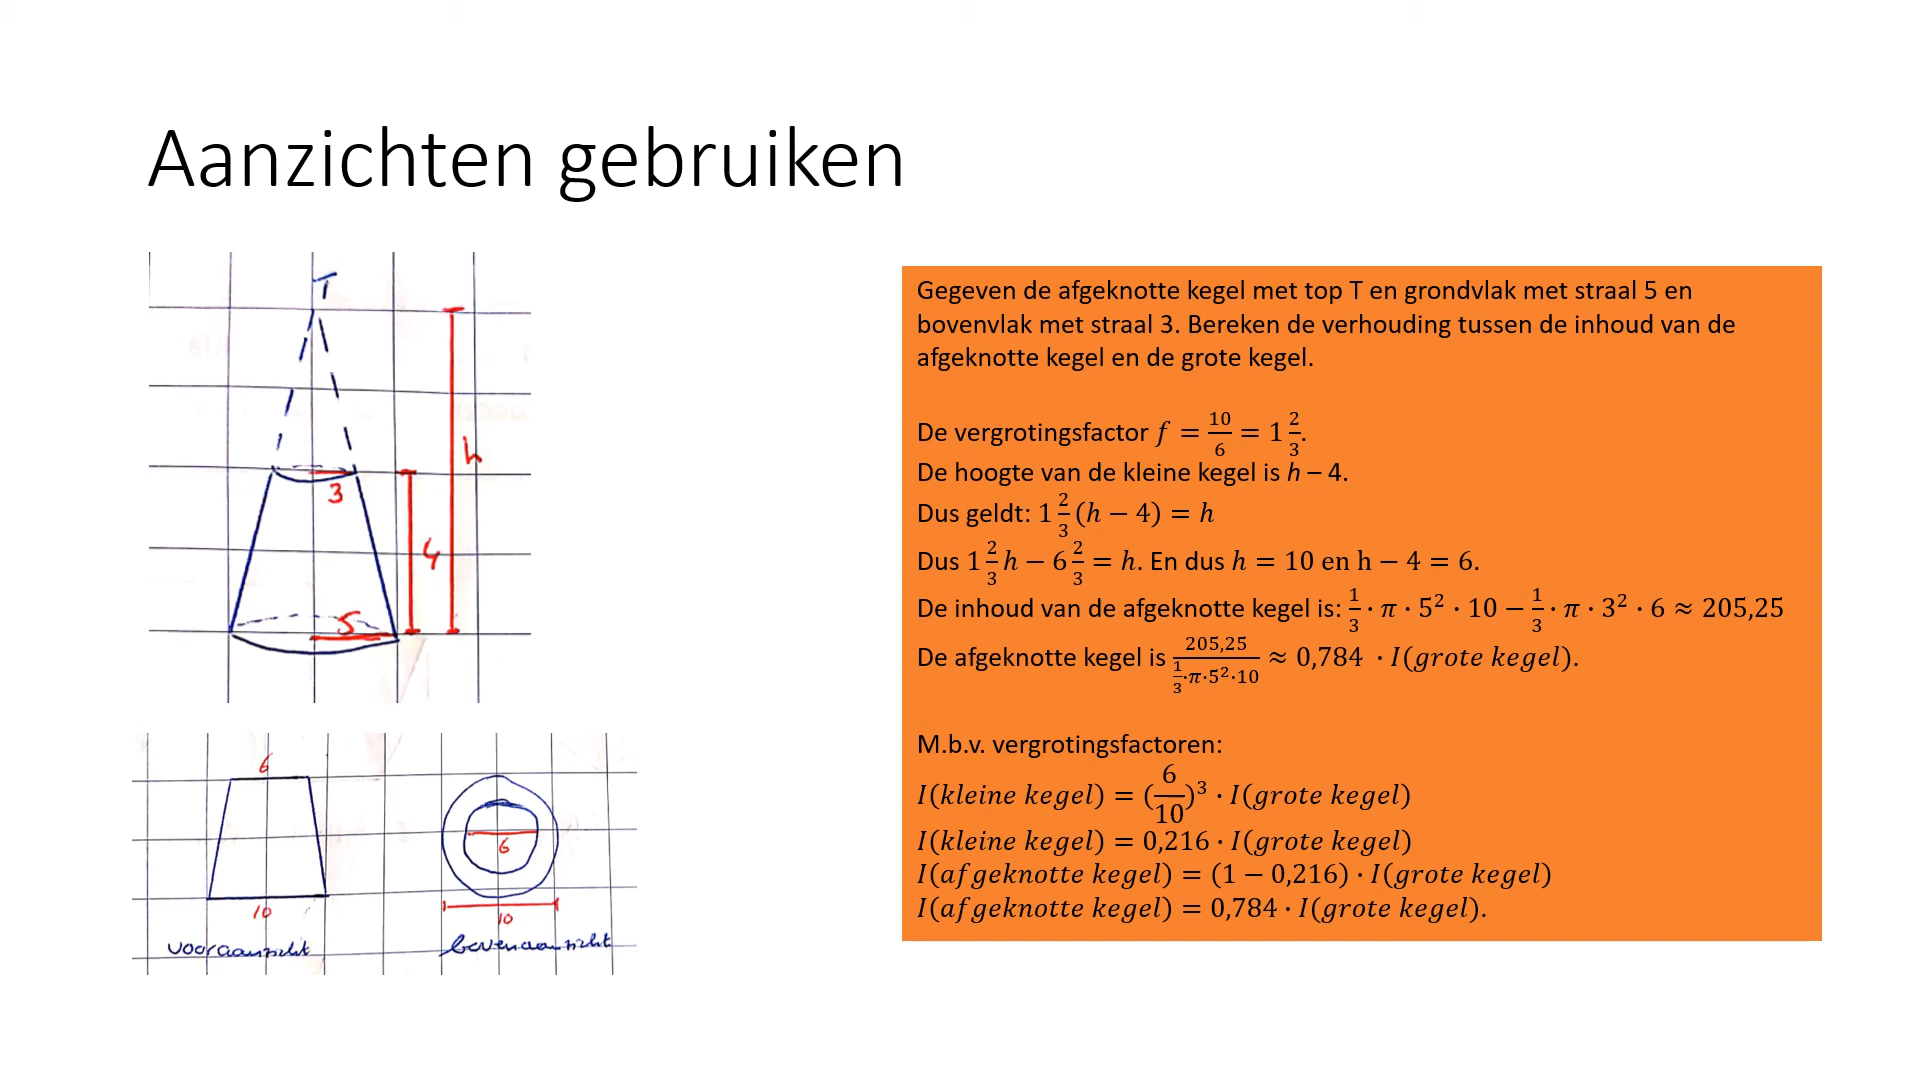 Aanzichten gebruiken
T
h
3
4
5
6
10
vooraanzicht
6
10
bovenaanzicht
Gegeven de afgeknotte kegel met top T en grondvlak met straal 5 en
bovenvlak met straal 3. Bereken de verhouding tussen de inhoud van de
afgeknotte kegel en de grote kegel.
De vergrotingsfactor f = 10/6 = 1 2/3.
De hoogte van de kleine kegel is h – 4.
Dus geldt: 1 2/3 (h − 4) = h
Dus 1 2/3 h − 6 2/3 = h. En dus h = 10 en h − 4 = 6.
De inhoud van de afgeknotte kegel is: 1/3 · π · 5² · 10 − 1/3 · π · 3² · 6 ≈ 205,25
De afgeknotte kegel is 205,25/(1/3·π·5²·10) ≈ 0,784 · I(grote kegel).
M.b.v. vergrotingsfactoren:
I(kleine kegel) = (6/10)³ · I(grote kegel)
I(kleine kegel) = 0,216 · I(grote kegel)
I(afgeknotte kegel) = (1 − 0,216) · I(grote kegel)
I(afgeknotte kegel) = 0,784 · I(grote kegel).